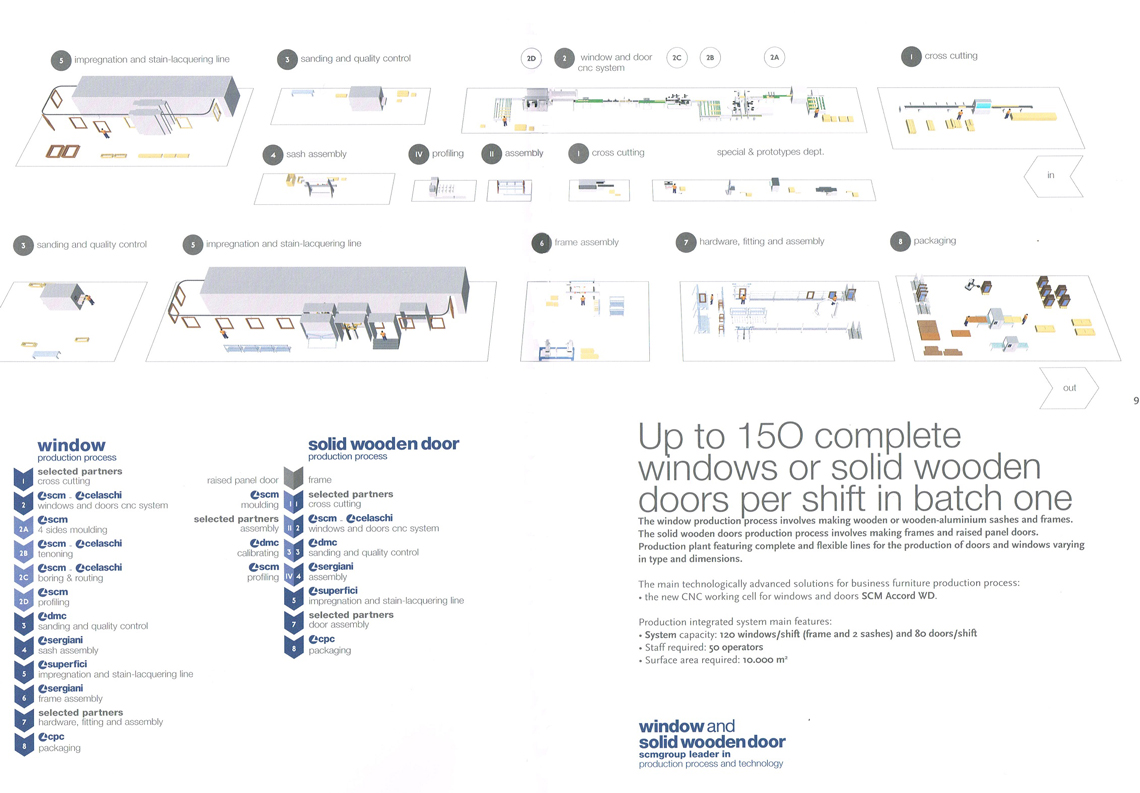 5 impregnation and stain-lacquering line
3 sanding and quality control
2D 2 window and door 2C 2B 2A
cnc system
1 cross cutting
4 sash assembly
IV profiling
II assembly
I cross cutting
special & prototypes dept.
in
3 sanding and quality control
5 impregnation and stain-lacquering line
6 frame assembly
7 hardware, fitting and assembly
8 packaging
out
9
window
production process
selected partners
1 cross cutting
scm - celaschi
2 windows and doors cnc system
scm
2A 4 sides moulding
scm - celaschi
2B tenoning
scm - celaschi
2C boring & routing
scm
2D profiling
dmc
3 sanding and quality control
sergiani
4 sash assembly
superfici
5 impregnation and stain-lacquering line
sergiani
6 frame assembly
selected partners
7 hardware, fitting and assembly
cpc
8 packaging
solid wooden door
production process
raised panel door frame
scm selected partners
moulding I 1 cross cutting
selected partners scm - celaschi
assembly II 2 windows and doors cnc system
dmc dmc
calibrating 3 3 sanding and quality control
scm sergiani
profiling IV 4 assembly
superfici
5 impregnation and stain-lacquering line
selected partners
7 door assembly
cpc
8 packaging
Up to 150 complete
windows or solid wooden
doors per shift in batch one
The window production process involves making wooden or wooden-aluminium sashes and frames.
The solid wooden doors production process involves making frames and raised panel doors.
Production plant featuring complete and flexible lines for the production of doors and windows varying
in type and dimensions.
The main technologically advanced solutions for business furniture production process:
• the new CNC working cell for windows and doors SCM Accord WD.
Production integrated system main features:
• System capacity: 120 windows/shift (frame and 2 sashes) and 80 doors/shift
• Staff required: 50 operators
• Surface area required: 10.000 m²
window and
solid wooden door
scmgroup leader in
production process and technology